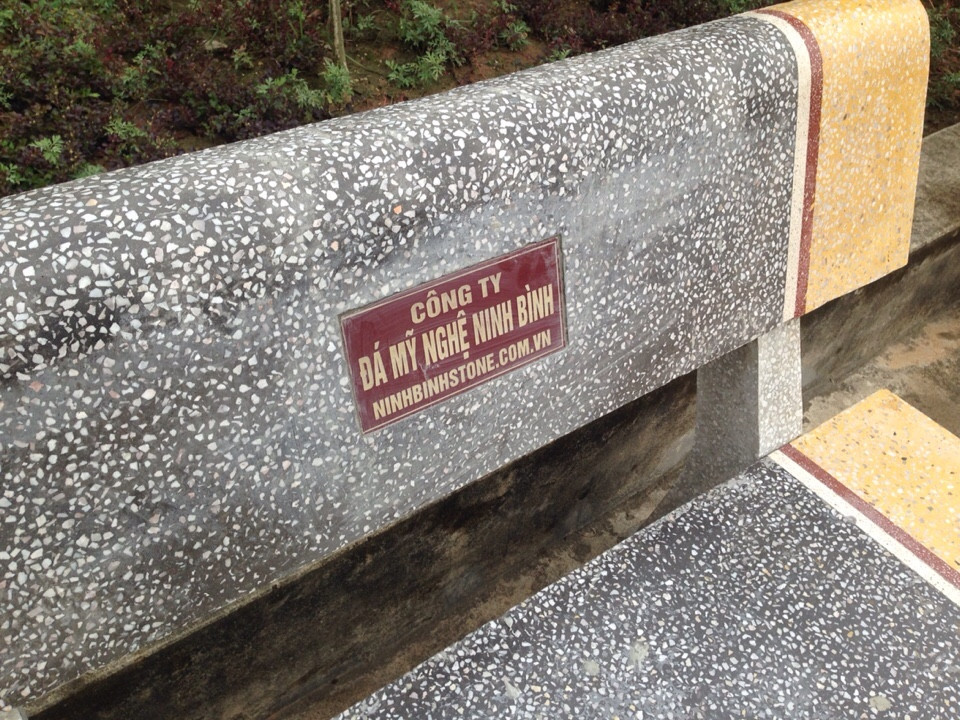 CÔNG TY
ĐÁ MỸ NGHỆ NINH BÌNH
NINHBINHSTONE.COM.VN